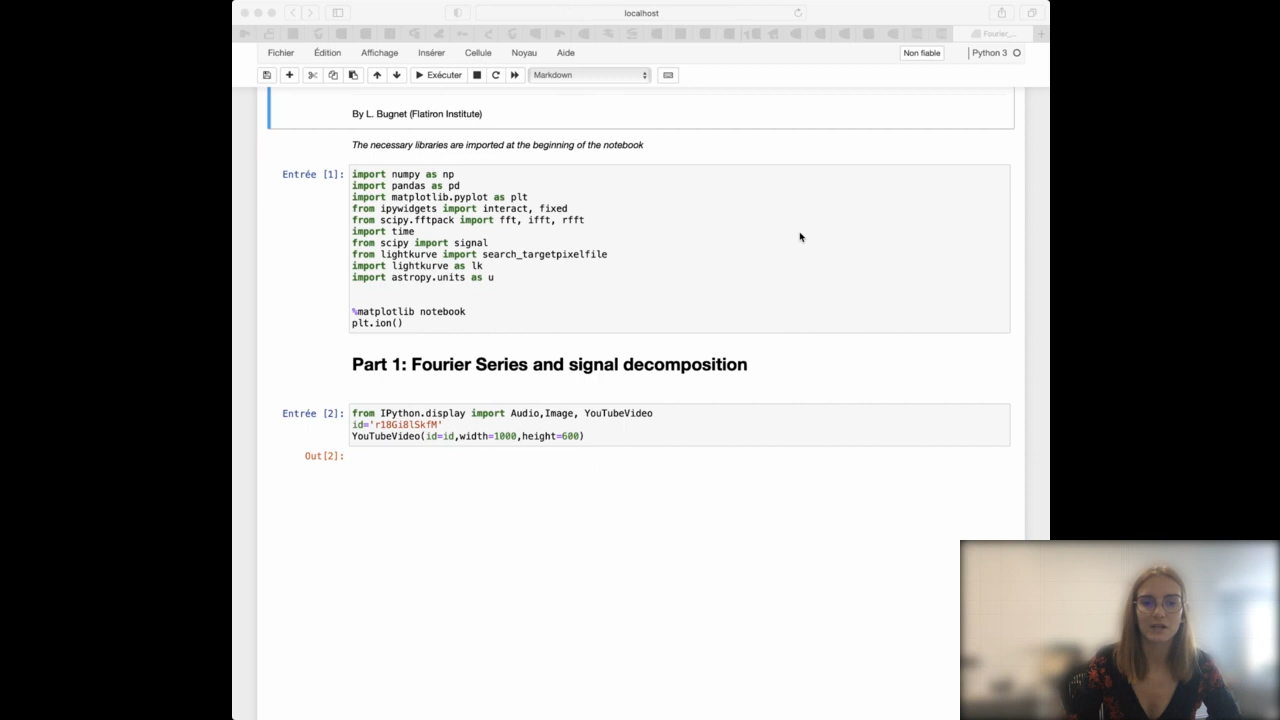 localhost
Fourier_...
Fichier Édition Affichage Insérer Cellule Noyau Aide Non fiable Python 3
Exécuter Markdown
By L. Bugnet (Flatiron Institute)
The necessary libraries are imported at the beginning of the notebook
Entrée [1]: import numpy as np
import pandas as pd
import matplotlib.pyplot as plt
from ipywidgets import interact, fixed
from scipy.fftpack import fft, ifft, rfft
import time
from scipy import signal
from lightkurve import search_targetpixelfile
import lightkurve as lk
import astropy.units as u
%matplotlib notebook
plt.ion()
Part 1: Fourier Series and signal decomposition
Entrée [2]: from IPython.display import Audio,Image, YouTubeVideo
id='r18Gi8lSkfM'
YouTubeVideo(id=id,width=1000,height=600)
Out[2]: